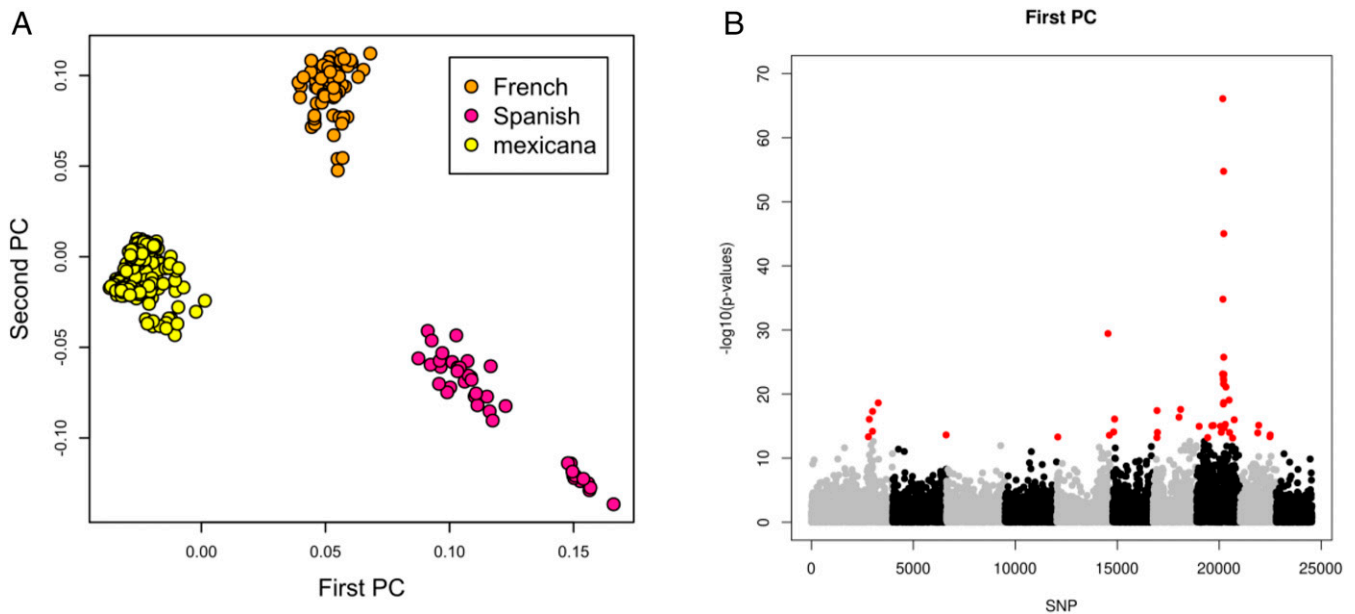 A
French
Spanish
mexicana
0.10
0.05
0.00
-0.05
-0.10
Second PC
0.00
0.05
0.10
0.15
First PC
B
First PC
70
60
50
40
30
20
10
0
-log10(p-values)
0
5000
10000
15000
20000
25000
SNP